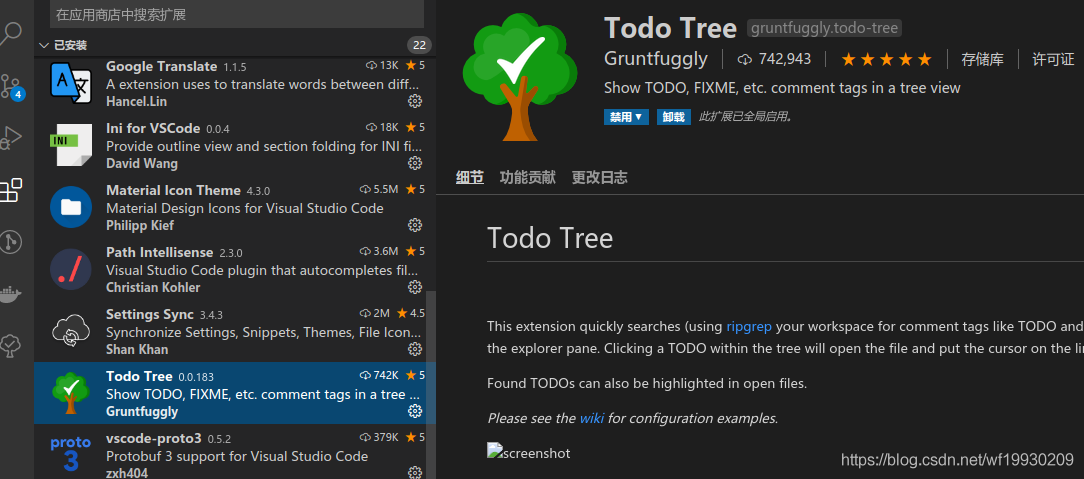 在应用商店中搜索扩展
已安装 22
Google Translate 1.1.5 13K ★ 5
A extension uses to translate words between diff...
Hancel.Lin
Ini for VSCode 0.0.4 18K ★ 5
INI
Provide outline view and section folding for INI fi...
David Wang
4
Material Icon Theme 4.3.0 5.5M ★ 5
Material Design Icons for Visual Studio Code
Philipp Kief
Path Intellisense 2.3.0 3.6M ★ 5
./
Visual Studio Code plugin that autocompletes fil...
Christian Kohler
Settings Sync 3.4.3 2M ★ 4.5
Synchronize Settings, Snippets, Themes, File Icon...
Shan Khan
Todo Tree 0.0.183 742K ★ 5
Show TODO, FIXME, etc. comment tags in a tree ...
Gruntfuggly
vscode-proto3 0.5.2 379K ★ 5
proto
3
Protobuf 3 support for Visual Studio Code
zxh404
Todo Tree gruntfuggly.todo-tree
Gruntfuggly 742,943 ★★★★★ 存储库 许可证
Show TODO, FIXME, etc. comment tags in a tree view
禁用▼ 卸载 此扩展已全局启用。
细节 功能贡献 更改日志
Todo Tree
This extension quickly searches (using ripgrep your workspace for comment tags like TODO and
the explorer pane. Clicking a TODO within the tree will open the file and put the cursor on the li
Found TODOs can also be highlighted in open files.
Please see the wiki for configuration examples.
screenshot
https://blog.csdn.net/wf19930209